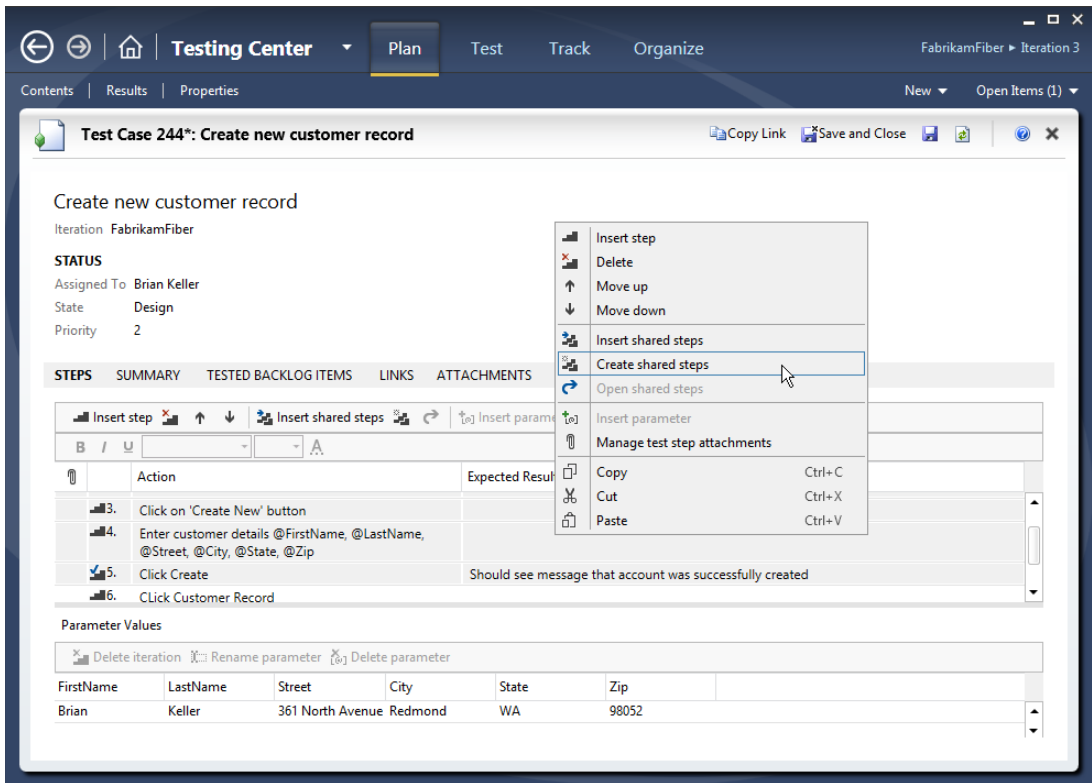 Testing Center Plan Test Track Organize FabrikamFiber ▸ Iteration 3
Contents | Results | Properties New Open Items (1)
Test Case 244*: Create new customer record Copy Link Save and Close
Create new customer record
Iteration FabrikamFiber
STATUS
Assigned To Brian Keller
State Design
Priority 2
Insert step
Delete
Move up
Move down
Insert shared steps
Create shared steps
Open shared steps
Insert parameter
Manage test step attachments
Copy Ctrl+C
Cut Ctrl+X
Paste Ctrl+V
STEPS SUMMARY TESTED BACKLOG ITEMS LINKS ATTACHMENTS
Insert step Insert shared steps Insert parame
B I U A
Action Expected Resul
3. Click on 'Create New' button
4. Enter customer details @FirstName, @LastName,
@Street, @City, @State, @Zip
5. Click Create Should see message that account was successfully created
6. CLick Customer Record
Parameter Values
Delete iteration Rename parameter Delete parameter
FirstName LastName Street City State Zip
Brian Keller 361 North Avenue Redmond WA 98052